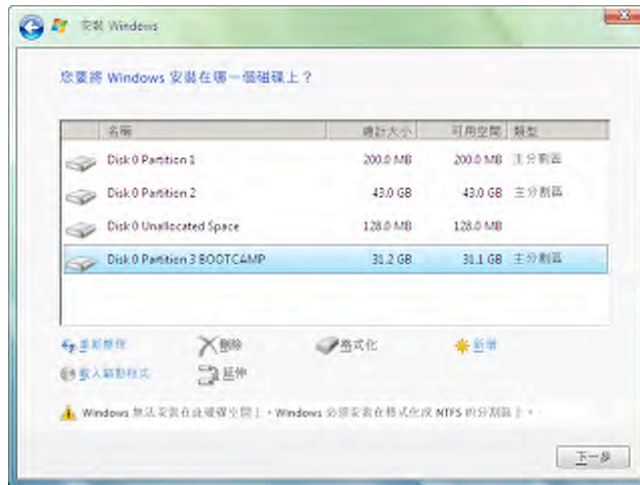 安裝 Windows
您要將 Windows 安裝在哪一個磁碟上？
名稱 總計大小 可用空間 類型
Disk 0 Partition 1 200.0 MB 200.0 MB 主分割區
Disk 0 Partition 2 43.0 GB 43.0 GB 主分割區
Disk 0 Unallocated Space 128.0 MB 128.0 MB
Disk 0 Partition 3 BOOTCAMP 31.2 GB 31.1 GB 主分割區
重新整理 刪除 格式化 新增
載入驅動程式 延伸
Windows 無法安裝在此硬碟空間上。Windows 必須安裝在格式化成 NTFS 的分割區上。
下一步